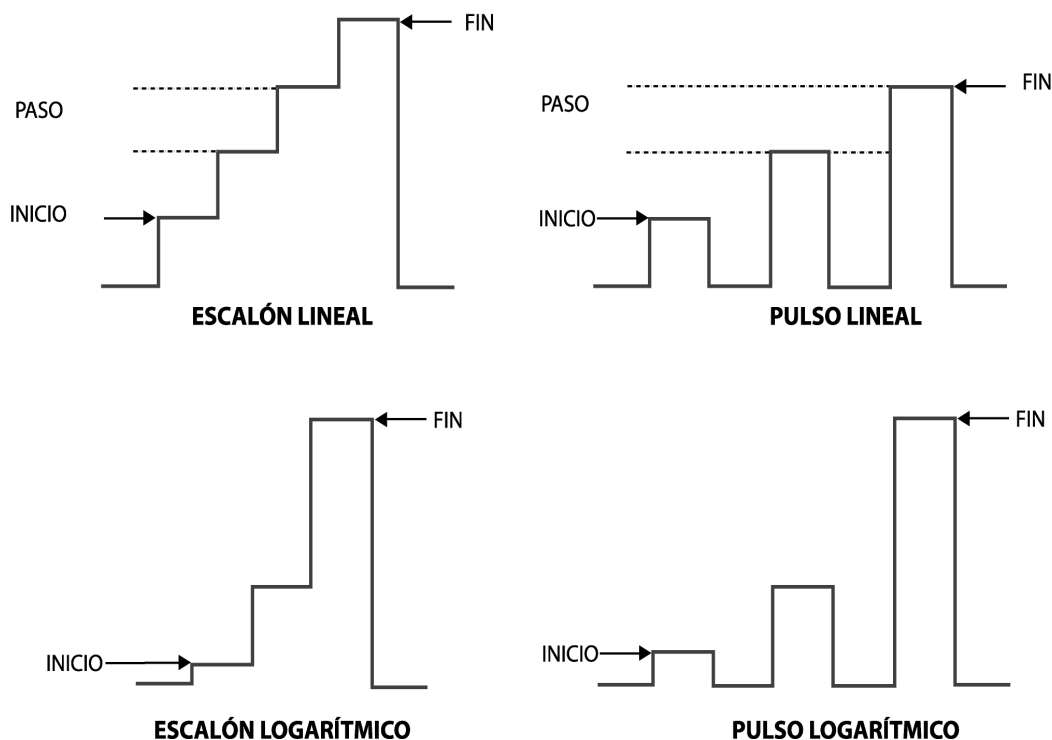 FIN
PASO
INICIO
ESCALÓN LINEAL
FIN
PASO
INICIO
PULSO LINEAL
FIN
INICIO
ESCALÓN LOGARÍTMICO
FIN
INICIO
PULSO LOGARÍTMICO